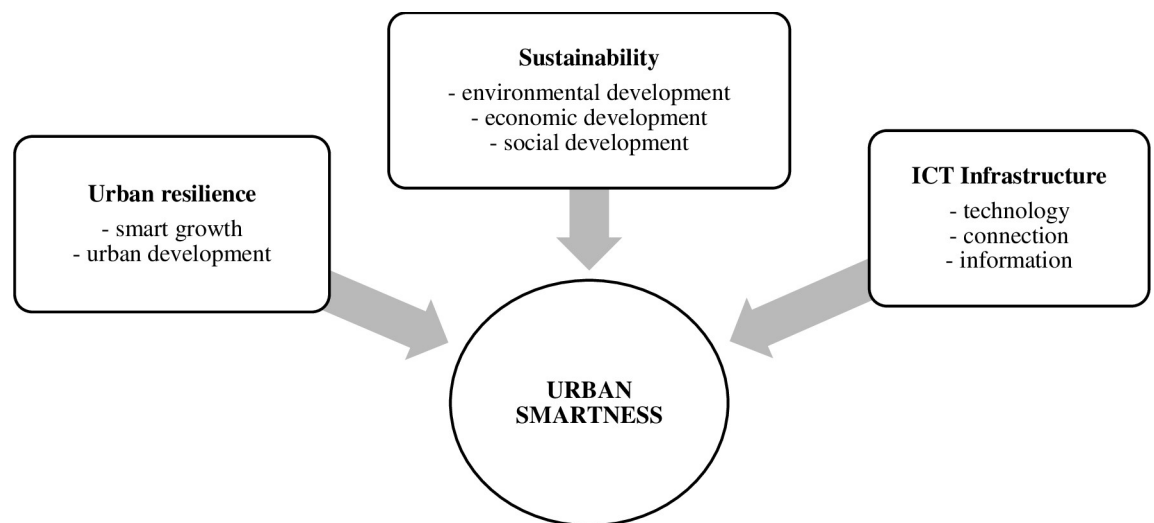 Sustainability
- environmental development
- economic development
- social development
Urban resilience
- smart growth
- urban development
ICT Infrastructure
- technology
- connection
- information
URBAN
SMARTNESS